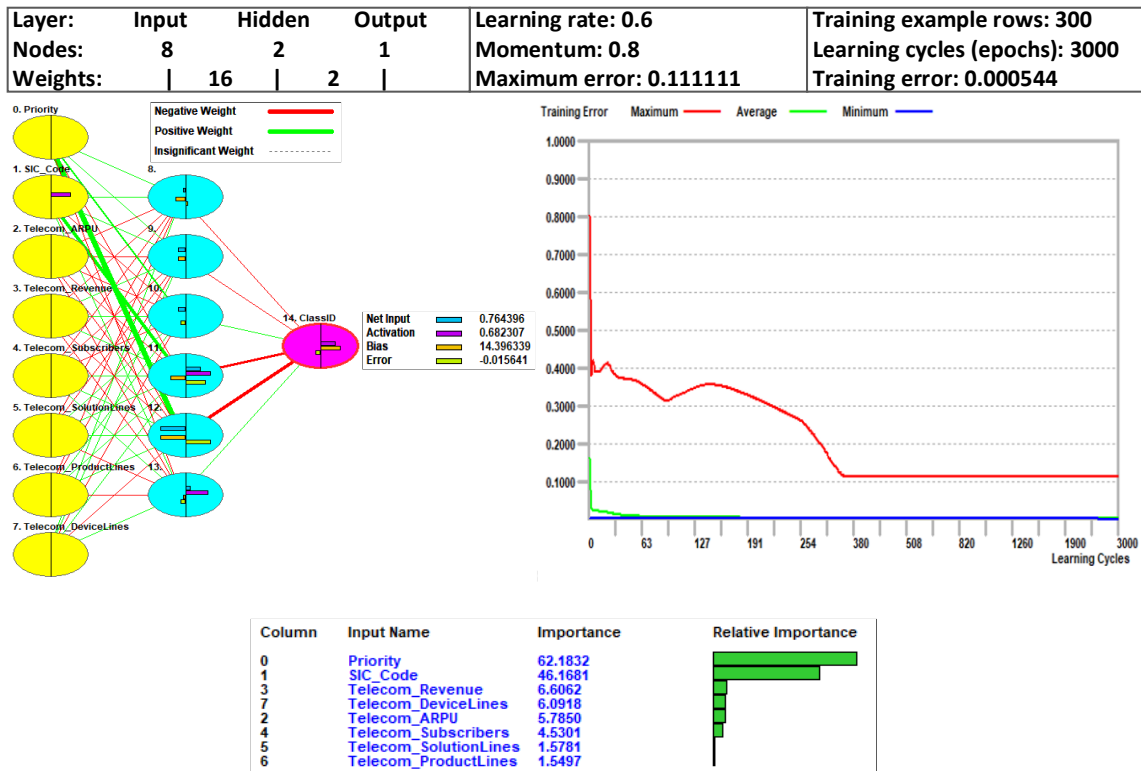 Layer: Input Hidden Output
Nodes: 8 2 1
Weights: | 16 | 2 |
Learning rate: 0.6
Momentum: 0.8
Maximum error: 0.111111
Training example rows: 300
Learning cycles (epochs): 3000
Training error: 0.000544
0. Priority
1. SIC_Code
2. Telecom_ARPU
3. Telecom_Revenue
4. Telecom_Subscribers
5. Telecom_SolutionLines
6. Telecom_ProductLines
7. Telecom_DeviceLines
Negative Weight
Positive Weight
Insignificant Weight
8.
9.
10.
11.
12.
13.
14. ClassID
Net Input 0.764396
Activation 0.682307
Bias 14.396339
Error -0.015641
Training Error Maximum Average Minimum
1.0000
0.9000
0.8000
0.7000
0.6000
0.5000
0.4000
0.3000
0.2000
0.1000
0 63 127 191 254 380 508 820 1260 1900 3000
Learning Cycles
Column Input Name Importance Relative Importance
0 Priority 62.1832
1 SIC_Code 46.1681
3 Telecom_Revenue 6.6062
7 Telecom_DeviceLines 6.0918
2 Telecom_ARPU 5.7850
4 Telecom_Subscribers 4.5301
5 Telecom_SolutionLines 1.5781
6 Telecom_ProductLines 1.5497